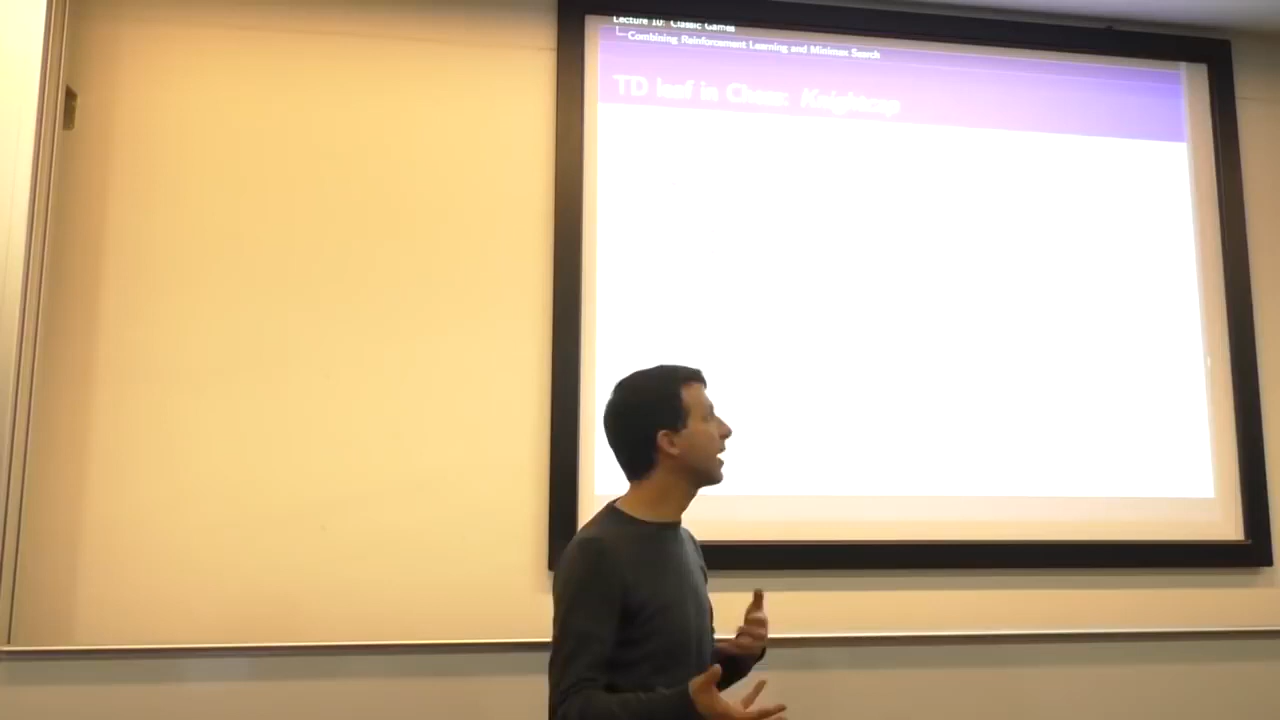 Lecture 10: Classic Games
Combining Reinforcement Learning and Minimax Search
TD leaf in Chess: Knightcap